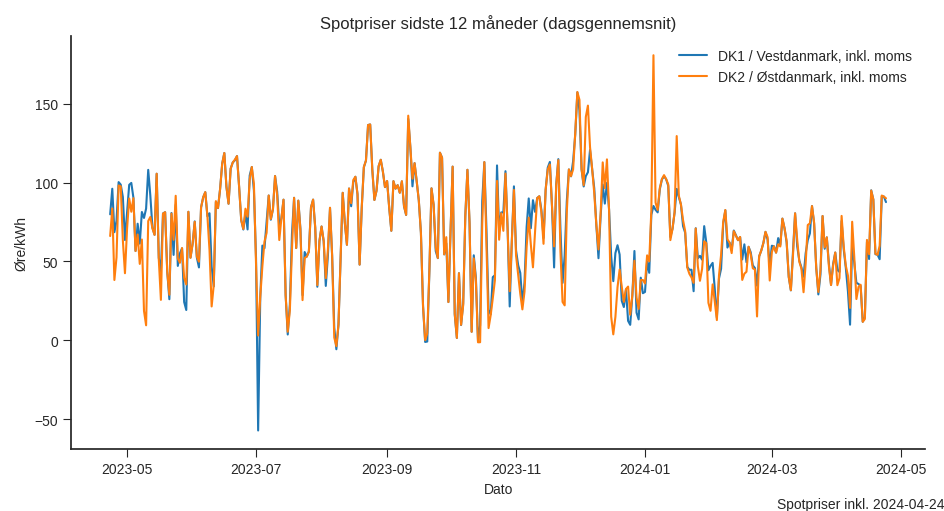 Spotpriser sidste 12 måneder (dagsgennemsnit)
DK1 / Vestdanmark, inkl. moms
DK2 / Østdanmark, inkl. moms
Øre/kWh
150
100
50
0
−50
2023-05
2023-07
2023-09
2023-11
2024-01
2024-03
2024-05
Dato
Spotpriser inkl. 2024-04-24